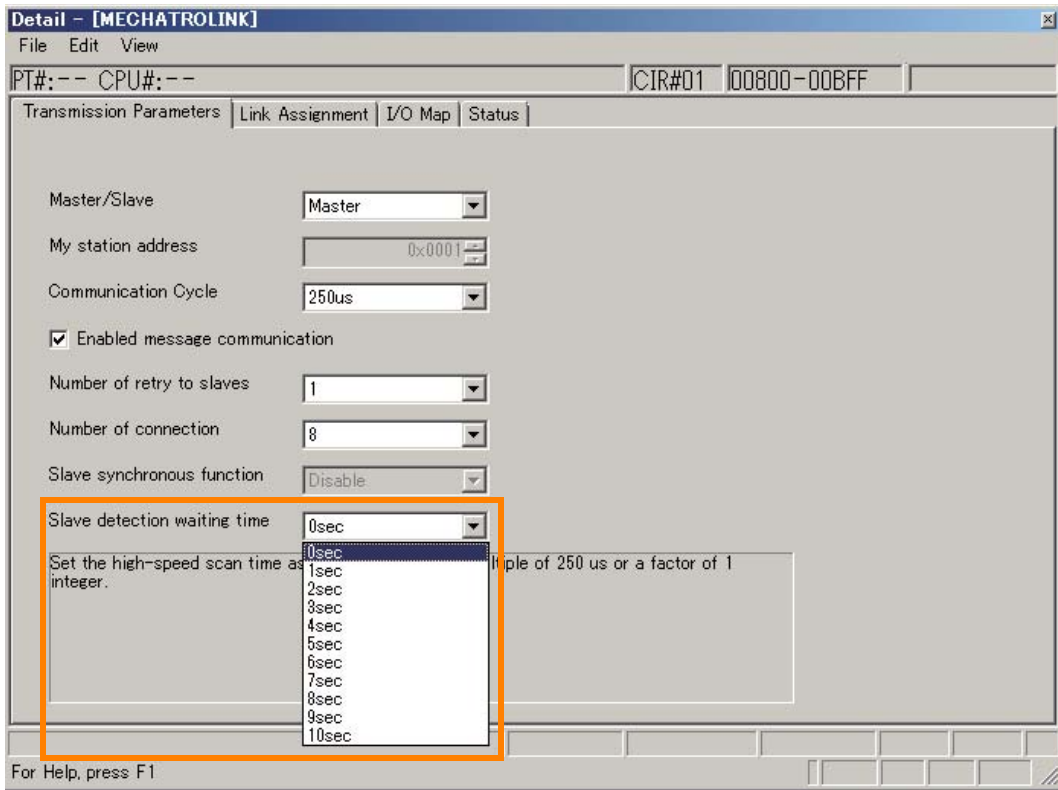 Detail - [MECHATROLINK]
File Edit View
PT#:-- CPU#:-- CIR#01 00800-00BFF
Transmission Parameters Link Assignment I/O Map Status
Master/Slave Master
My station address 0x0001
Communication Cycle 250us
Enabled message communication
Number of retry to slaves 1
Number of connection 8
Slave synchronous function Disable
Slave detection waiting time 0sec
0sec
1sec
2sec
3sec
4sec
5sec
6sec
7sec
8sec
9sec
10sec
Set the high-speed scan time as of 250 us or a factor of 1
integer.
For Help, press F1